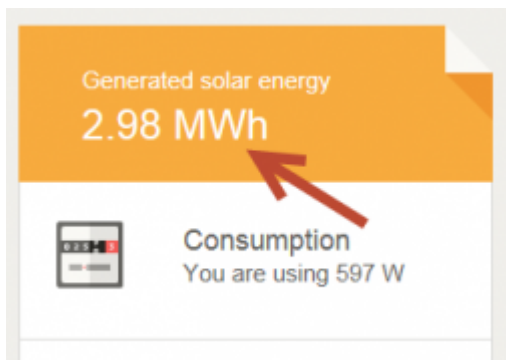 Generated solar energy
2.98 MWh
Consumption
You are using 597 W